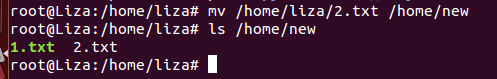 root@Liza:/home/liza# mv /home/liza/2.txt /home/new
root@Liza:/home/liza# ls /home/new
1.txt  2.txt
root@Liza:/home/liza#